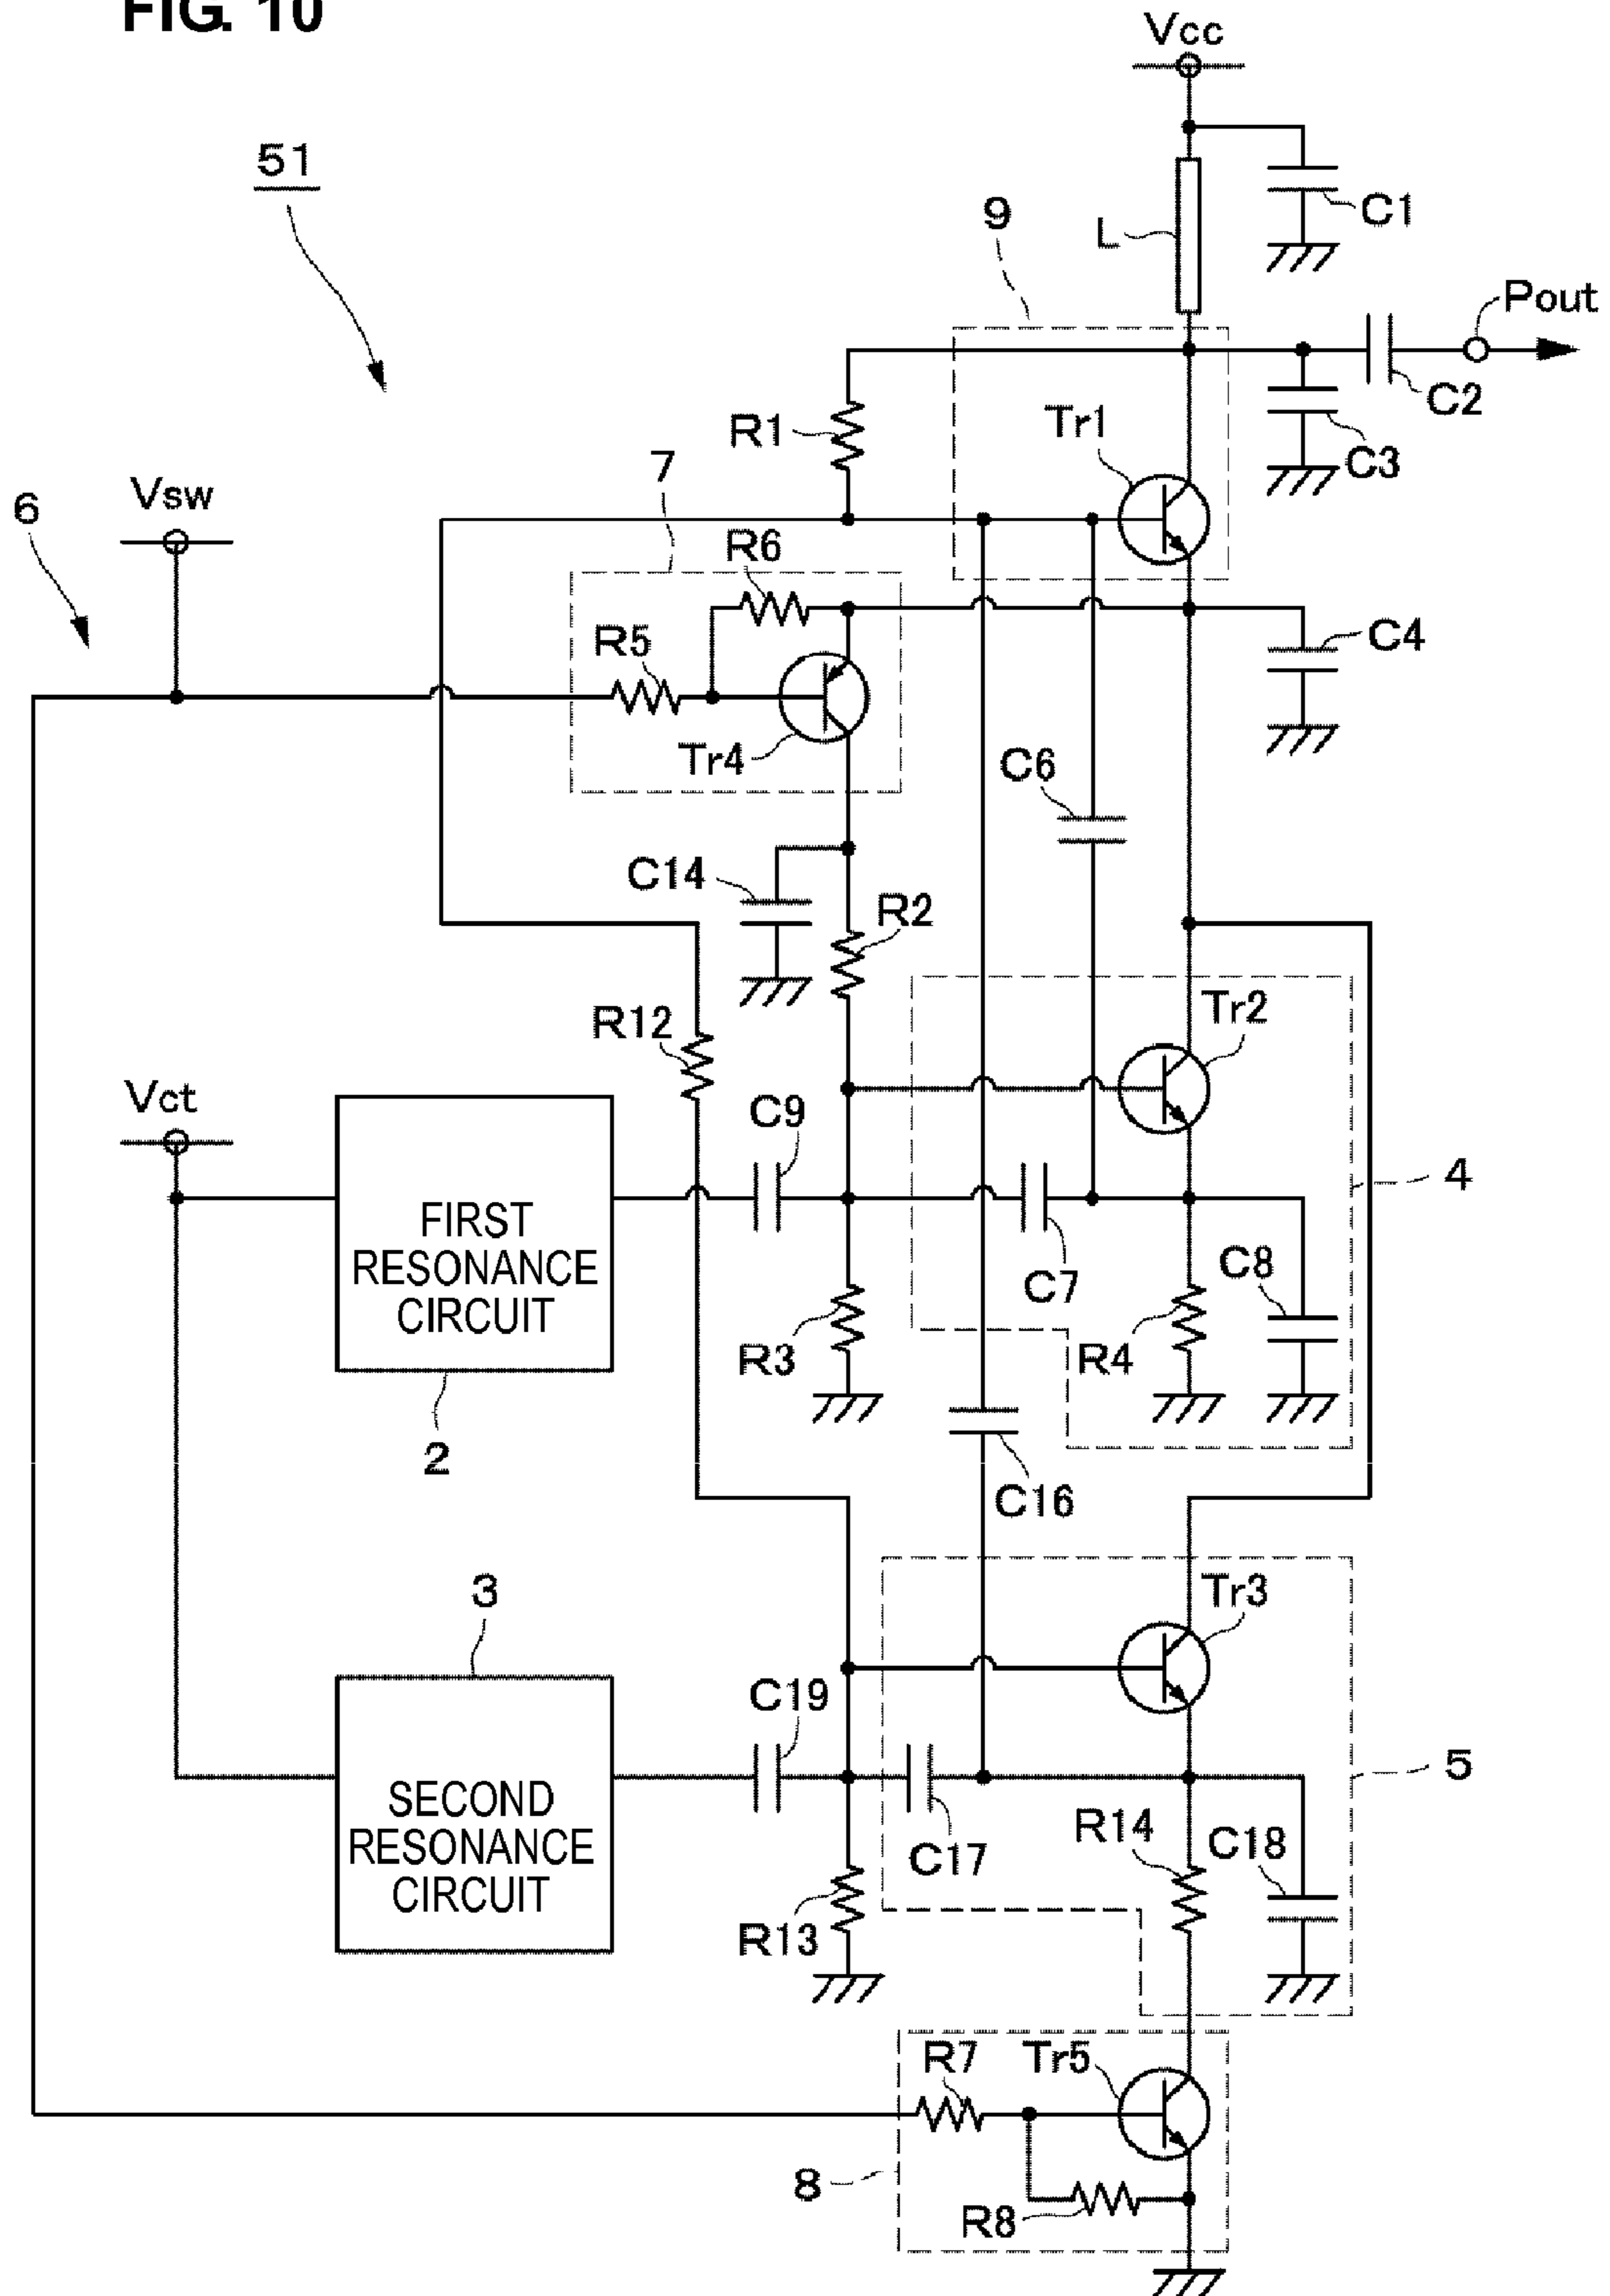 FIG. 10
Vcc
51
C1
9
L
Pout
C2
R1
Tr1
C3
7
Vsw
6
R6
R5
C4
Tr4
C6
C14
R2
Tr2
R12
Vct
C9
4
FIRST
RESONANCE
CIRCUIT
C8
C7
R3
R4
2
C16
3
Tr3
C19
5
SECOND
RESONANCE
CIRCUIT
R14
C18
C17
R13
R7
Tr5
8
R8